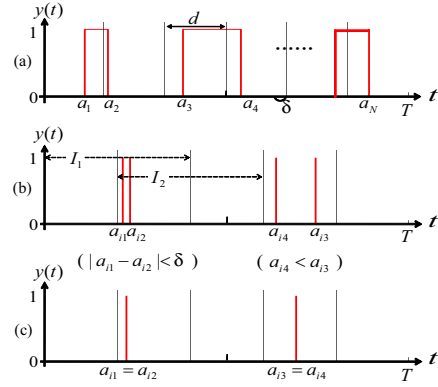 y(t)
1
d
......
(a)
0
a1 a2 a3 a4 δ aN T t
y(t)
1
I1
I2
(b)
0
ai1 ai2 ai4 ai3 T t
( | ai1 − ai2 | < δ ) ( ai4 < ai3 )
y(t)
1
(c)
0
ai1 = ai2 ai3 = ai4 T t